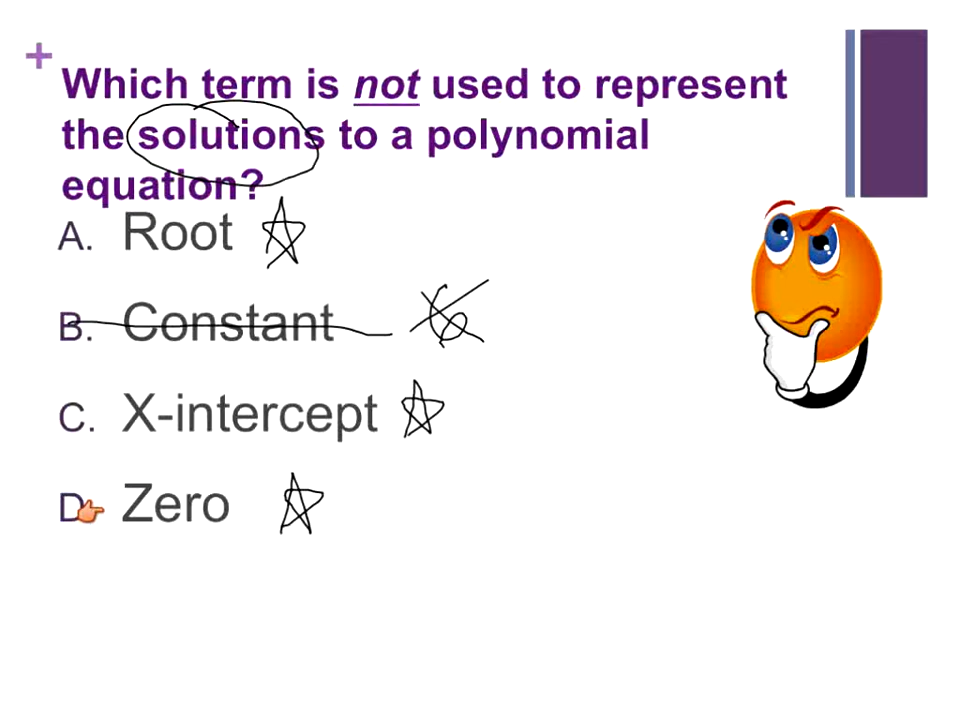 +
Which term is not used to represent
the solutions to a polynomial
equation?
A. Root
B. Constant
C. X-intercept
D. Zero